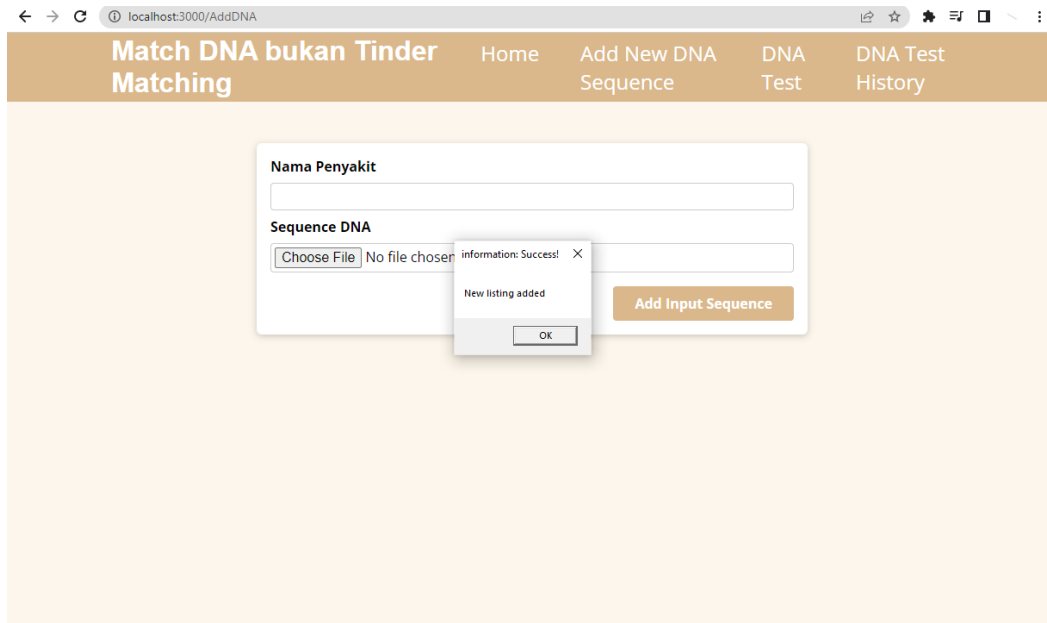 localhost:3000/AddDNA
Match DNA bukan Tinder
Matching
Home
Add New DNA
Sequence
DNA
Test
DNA Test
History
Nama Penyakit
Sequence DNA
Choose File No file chosen
information: Success!
New listing added
OK
Add Input Sequence